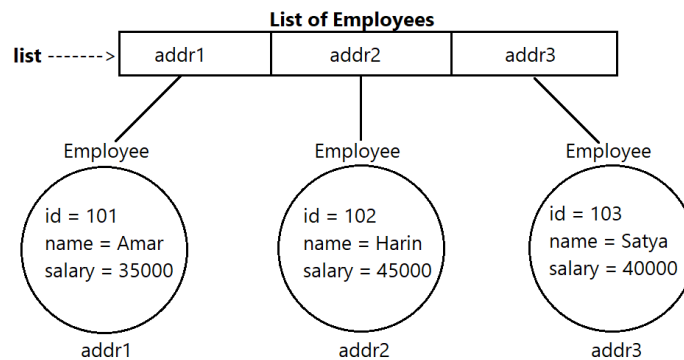 List of Employees
list ------->
addr1
addr2
addr3
Employee
Employee
Employee
id = 101
name = Amar
salary = 35000
id = 102
name = Harin
salary = 45000
id = 103
name = Satya
salary = 40000
addr1
addr2
addr3